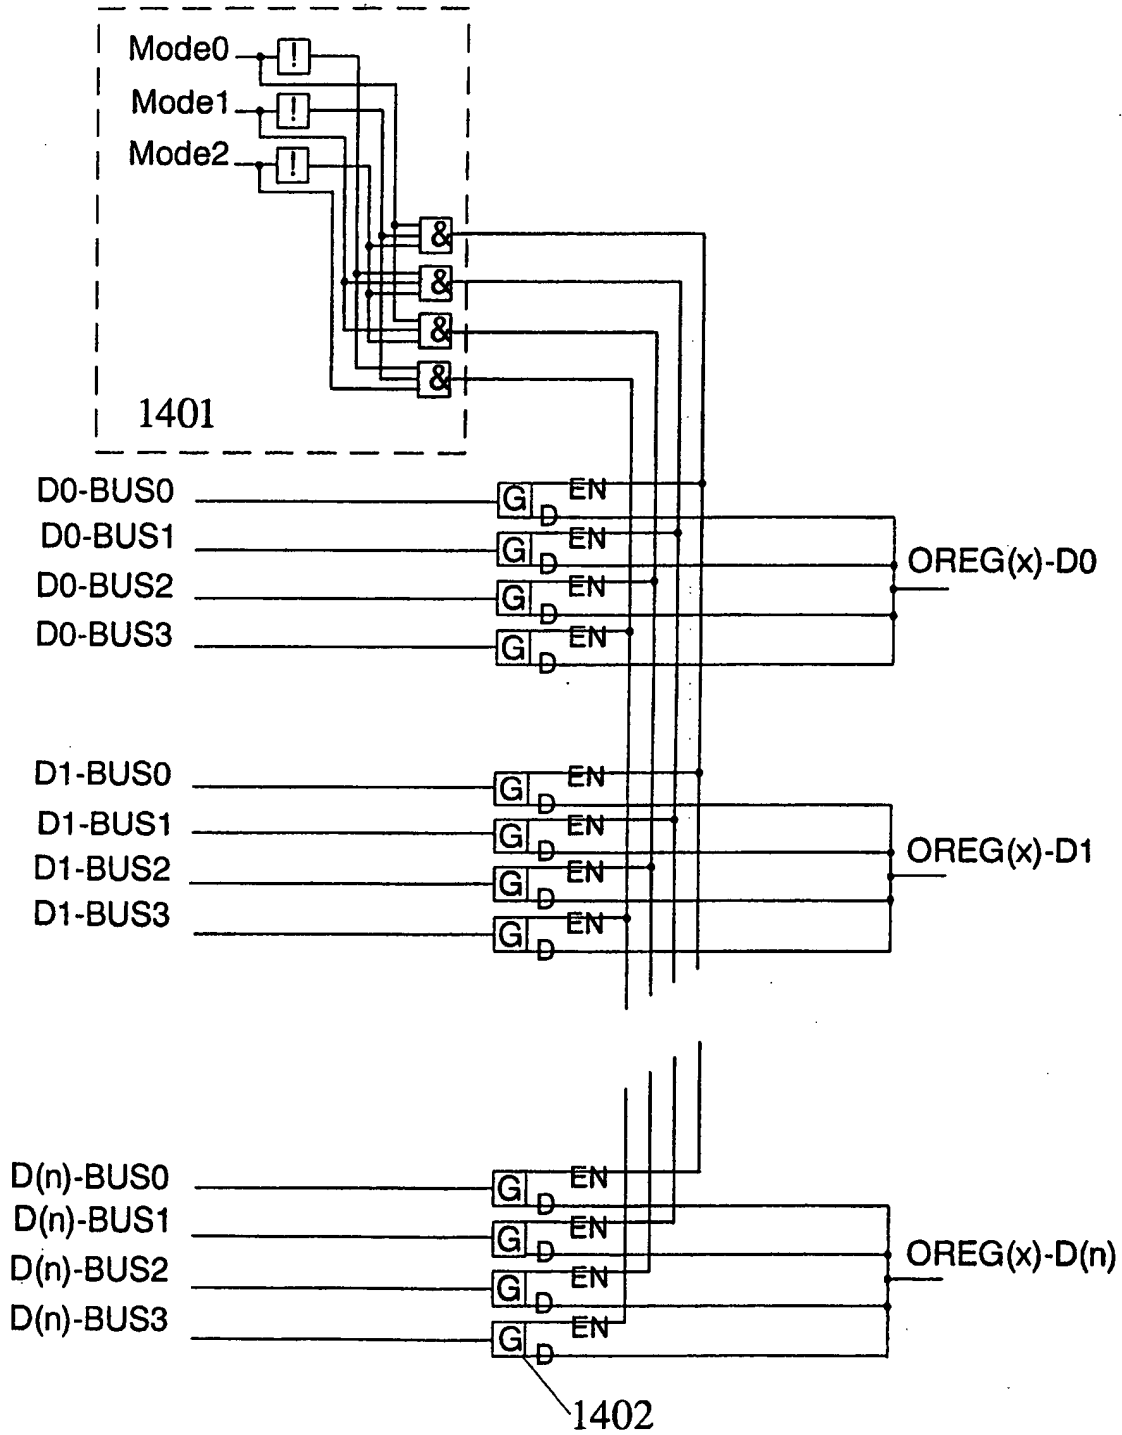 Mode0 !
Mode1 !
Mode2 !
&
&
&
&
1401
D0-BUS0 G EN
D
D0-BUS1 G EN
D
OREG(x)-D0
D0-BUS2 G EN
D
D0-BUS3 G EN
D
D1-BUS0 G EN
D
D1-BUS1 G EN
D
OREG(x)-D1
D1-BUS2 G EN
D
D1-BUS3 G EN
D
D(n)-BUS0 G EN
D
D(n)-BUS1 G EN
D
OREG(x)-D(n)
D(n)-BUS2 G EN
D
D(n)-BUS3 G EN
D
1402